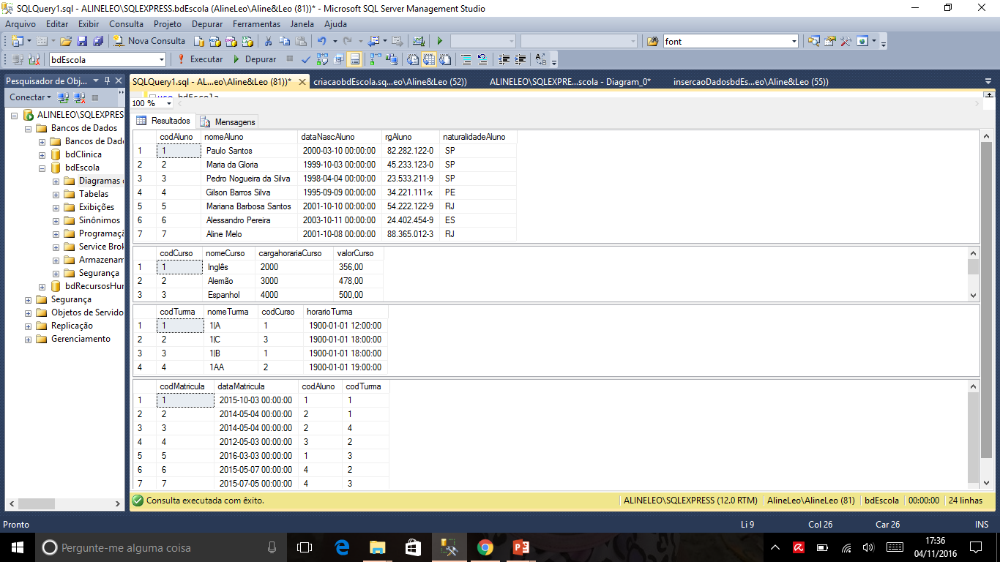 SQLQuery1.sql - ALINELEO\SQLEXPRESS.bdEscola (AlineLeo\Aline&Leo (81))* - Microsoft SQL Server Management Studio
Arquivo Editar Exibir Consulta Projeto Depurar Ferramentas Janela Ajuda
Nova Consulta font
bdEscola Executar Depurar
Pesquisador de Obj...
Conectar
ALINELEO\SQLEXPRESS
Bancos de Dados
Bancos de Dad
bdClinica
bdEscola
Diagramas
Tabelas
Exibições
Sinônimos
Programaçã
Service Brok
Armazenam
Segurança
bdRecursosHu
Segurança
Objetos de Servido
Replicação
Gerenciamento
SQLQuery1.sql - AL...eo\Aline&Leo (81))* criacaobdEscola.sq...eo\Aline&Leo (52)) ALINELEO\SQLEXPRE...scola - Diagram_0* insercaoDadosbdEs...eo\Aline&Leo (55))
use bdEscola
100 %
Resultados Mensagens
codAluno nomeAluno dataNascAluno rgAluno naturalidadeAluno
1 1 Paulo Santos 2000-03-10 00:00:00 82.282.122-0 SP
2 2 Maria da Gloria 1999-10-03 00:00:00 45.233.123-0 SP
3 3 Pedro Nogueira da Silva 1998-04-04 00:00:00 23.533.211-9 SP
4 4 Gilson Barros Silva 1995-09-09 00:00:00 34.221.111-x PE
5 5 Mariana Barbosa Santos 2001-10-10 00:00:00 54.222.122-9 RJ
6 6 Alessandro Pereira 2003-10-11 00:00:00 24.402.454-9 ES
7 7 Aline Melo 2001-10-08 00:00:00 88.365.012-3 RJ
codCurso nomeCurso cargahorariaCurso valorCurso
1 1 Inglês 2000 356,00
2 2 Alemão 3000 478,00
3 3 Espanhol 4000 500,00
codTurma nomeTurma codCurso horarioTurma
1 1 1|A 1 1900-01-01 12:00:00
2 2 1|C 3 1900-01-01 18:00:00
3 3 1|B 1 1900-01-01 18:00:00
4 4 1AA 2 1900-01-01 19:00:00
codMatricula dataMatricula codAluno codTurma
1 1 2015-10-03 00:00:00 1 1
2 2 2014-05-04 00:00:00 2 1
3 3 2014-05-04 00:00:00 2 4
4 4 2012-05-03 00:00:00 3 2
5 5 2016-03-03 00:00:00 1 3
6 6 2015-05-07 00:00:00 4 2
7 7 2015-07-05 00:00:00 4 3
Consulta executada com êxito. ALINELEO\SQLEXPRESS (12.0 RTM) AlineLeo\AlineLeo (81) bdEscola 00:00:00 24 linhas
Pronto Li 9 Col 26 Car 26 INS
Pergunte-me alguma coisa
17:36
04/11/2016